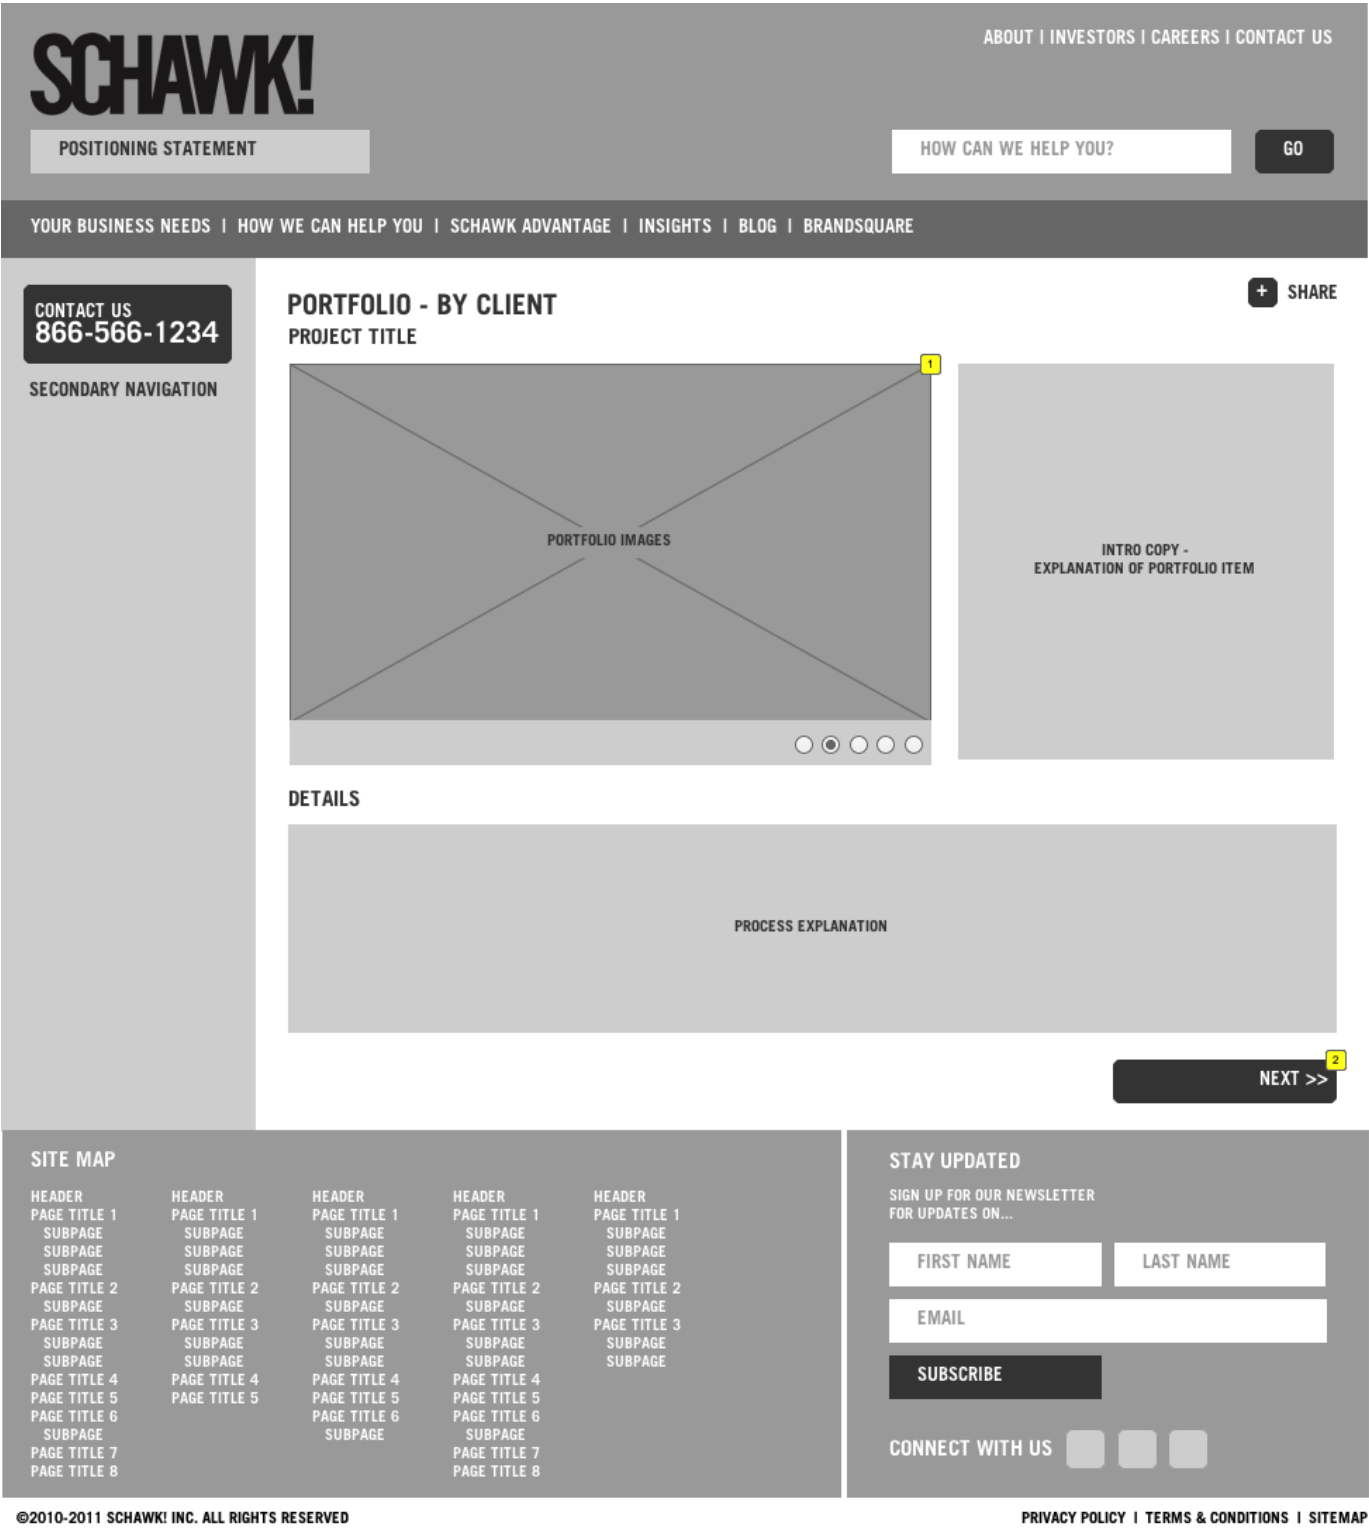 SCHAWK!
ABOUT | INVESTORS | CAREERS | CONTACT US
POSITIONING STATEMENT
HOW CAN WE HELP YOU?
GO
YOUR BUSINESS NEEDS | HOW WE CAN HELP YOU | SCHAWK ADVANTAGE | INSIGHTS | BLOG | BRANDSQUARE
CONTACT US
866-566-1234
SECONDARY NAVIGATION
PORTFOLIO - BY CLIENT
+ SHARE
PROJECT TITLE
1
PORTFOLIO IMAGES
INTRO COPY -
EXPLANATION OF PORTFOLIO ITEM
DETAILS
PROCESS EXPLANATION
2
NEXT >>
SITE MAP
HEADER
PAGE TITLE 1
SUBPAGE
SUBPAGE
SUBPAGE
PAGE TITLE 2
SUBPAGE
PAGE TITLE 3
SUBPAGE
SUBPAGE
PAGE TITLE 4
PAGE TITLE 5
PAGE TITLE 6
SUBPAGE
PAGE TITLE 7
PAGE TITLE 8
HEADER
PAGE TITLE 1
SUBPAGE
SUBPAGE
SUBPAGE
PAGE TITLE 2
SUBPAGE
PAGE TITLE 3
SUBPAGE
SUBPAGE
PAGE TITLE 4
PAGE TITLE 5
HEADER
PAGE TITLE 1
SUBPAGE
SUBPAGE
SUBPAGE
PAGE TITLE 2
SUBPAGE
PAGE TITLE 3
SUBPAGE
SUBPAGE
PAGE TITLE 4
PAGE TITLE 5
PAGE TITLE 6
SUBPAGE
HEADER
PAGE TITLE 1
SUBPAGE
SUBPAGE
SUBPAGE
PAGE TITLE 2
SUBPAGE
PAGE TITLE 3
SUBPAGE
SUBPAGE
PAGE TITLE 4
PAGE TITLE 5
PAGE TITLE 6
SUBPAGE
PAGE TITLE 7
PAGE TITLE 8
HEADER
PAGE TITLE 1
SUBPAGE
SUBPAGE
SUBPAGE
PAGE TITLE 2
SUBPAGE
PAGE TITLE 3
SUBPAGE
SUBPAGE
STAY UPDATED
SIGN UP FOR OUR NEWSLETTER
FOR UPDATES ON...
FIRST NAME
LAST NAME
EMAIL
SUBSCRIBE
CONNECT WITH US
©2010-2011 SCHAWK! INC. ALL RIGHTS RESERVED
PRIVACY POLICY | TERMS & CONDITIONS | SITEMAP